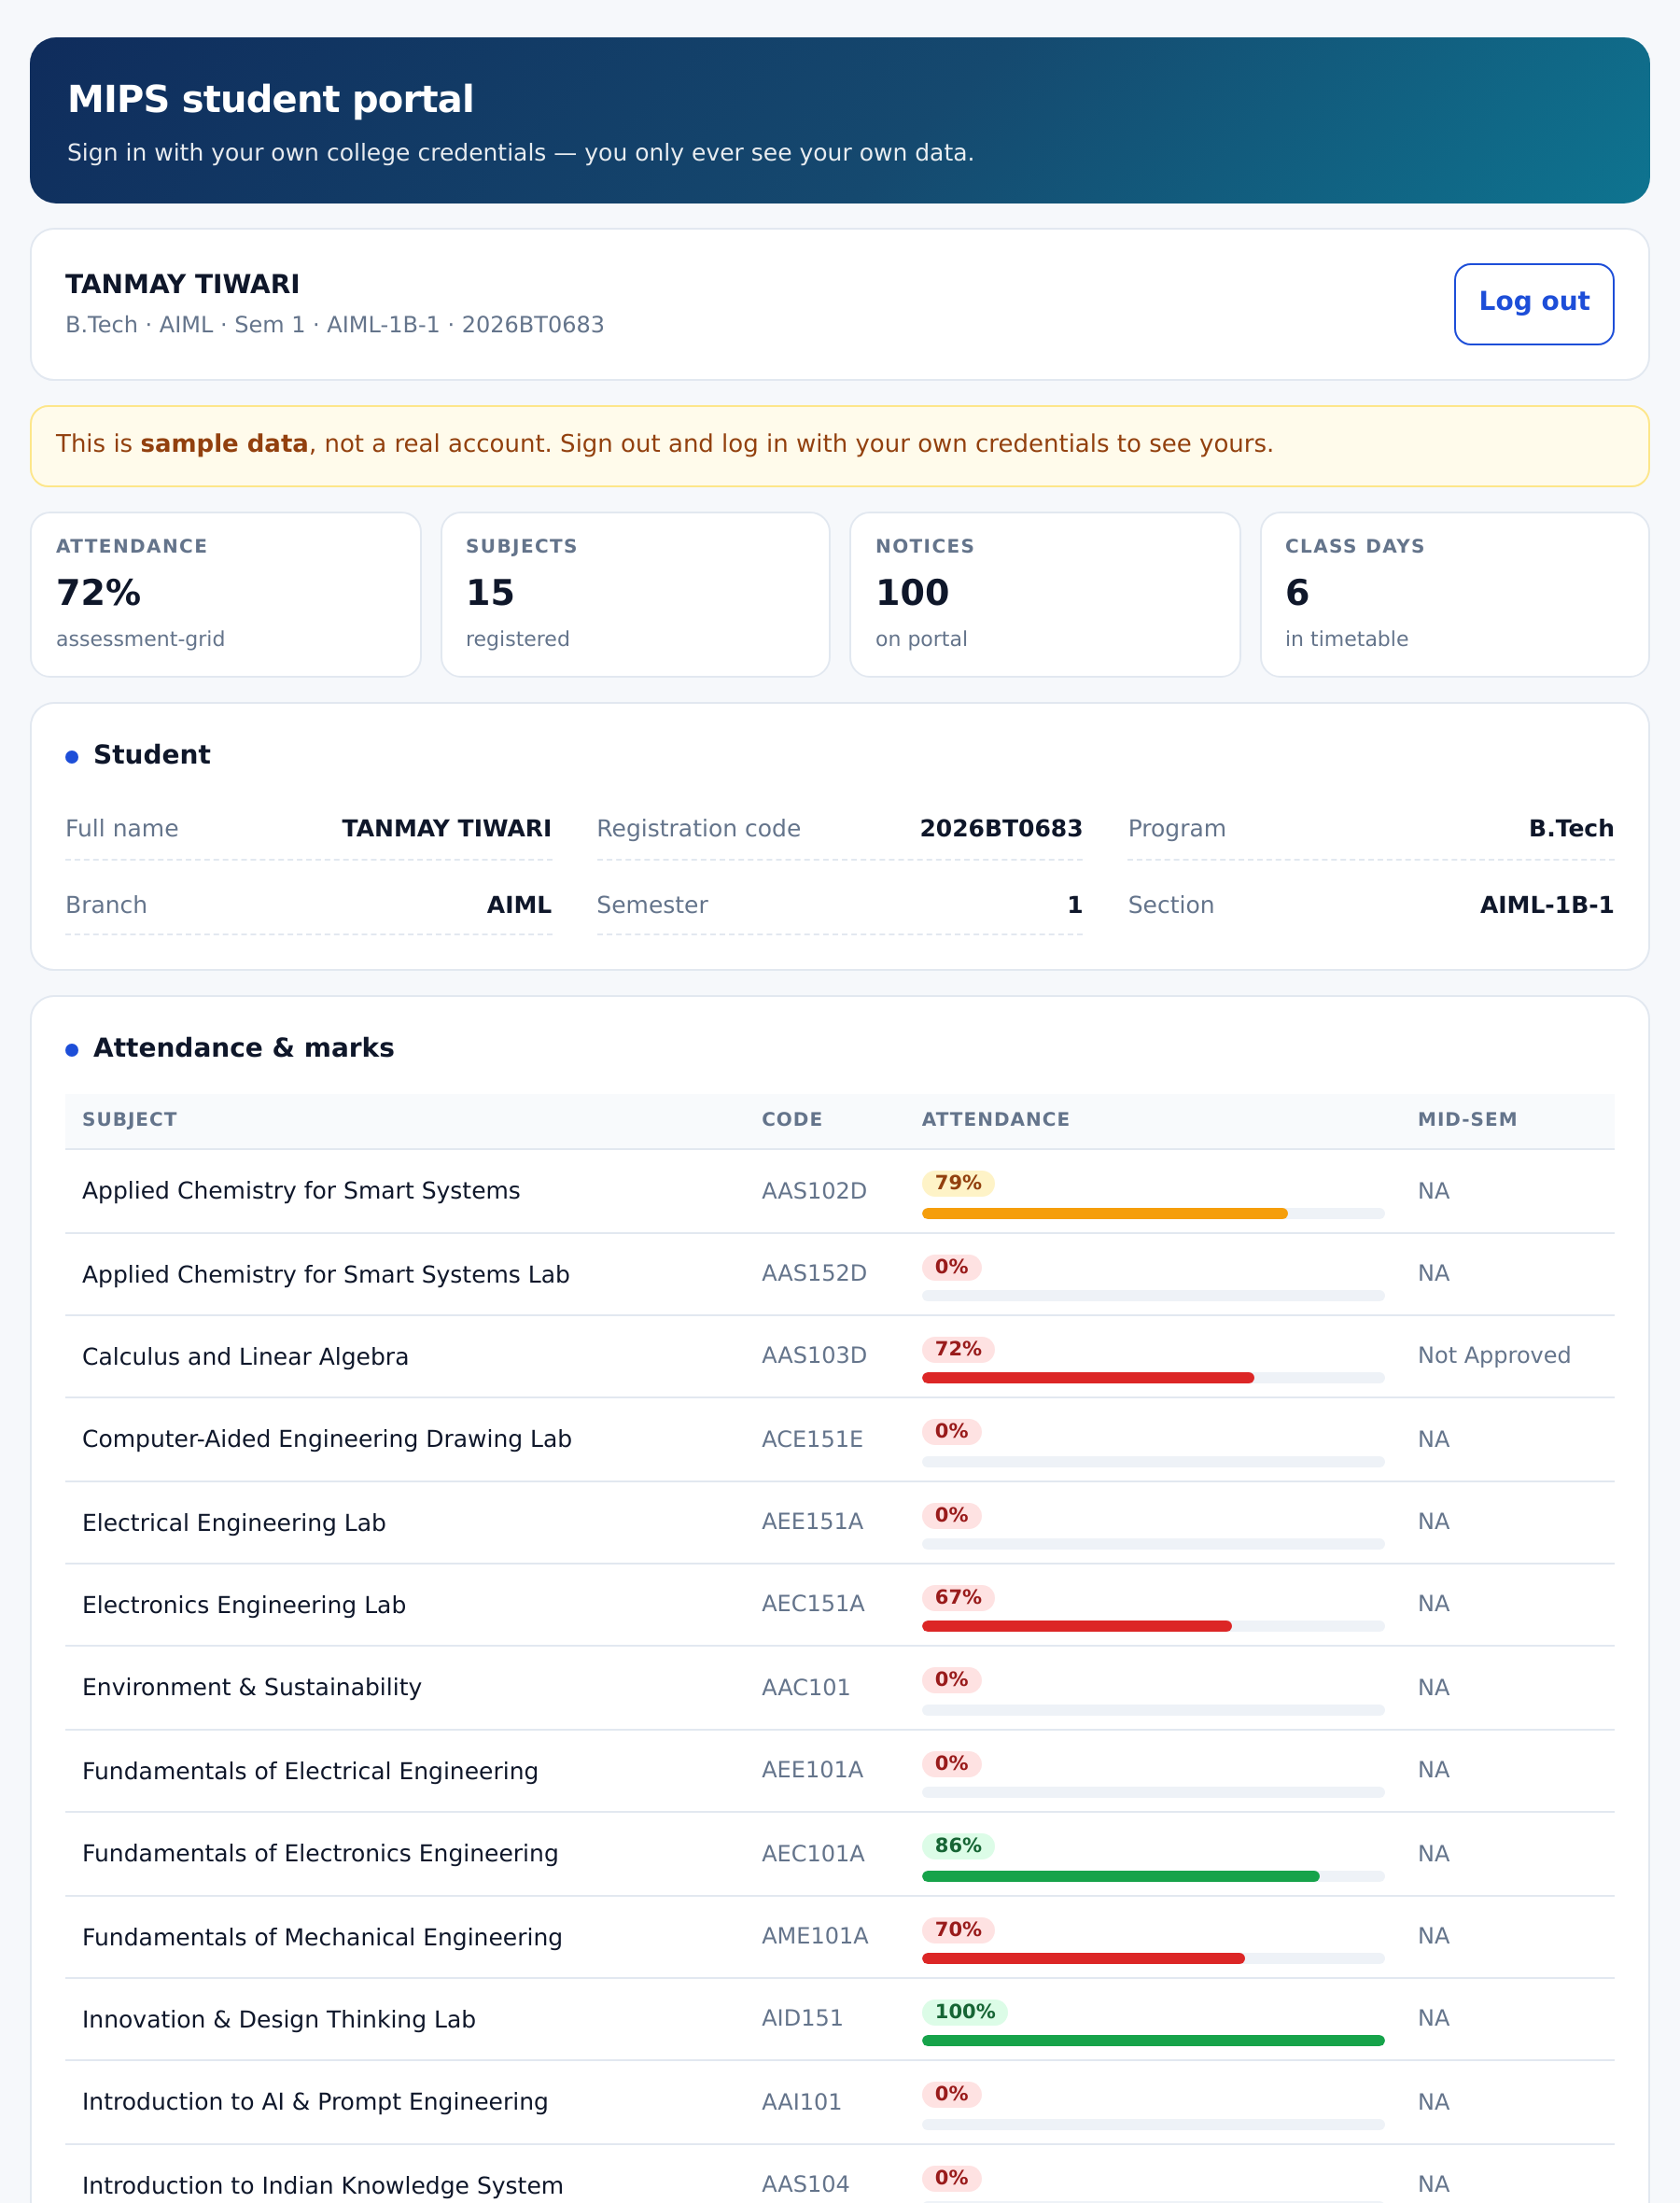 MIPS student portal
Sign in with your own college credentials — you only ever see your own data.
TANMAY TIWARI
B.Tech · AIML · Sem 1 · AIML-1B-1 · 2026BT0683
Log out
This is sample data, not a real account. Sign out and log in with your own credentials to see yours.
ATTENDANCE
72%
assessment-grid
SUBJECTS
15
registered
NOTICES
100
on portal
CLASS DAYS
6
in timetable
Student
Full name TANMAY TIWARI Registration code 2026BT0683 Program B.Tech
Branch AIML Semester 1 Section AIML-1B-1
Attendance & marks
SUBJECT CODE ATTENDANCE MID-SEM
Applied Chemistry for Smart Systems AAS102D 79% NA
Applied Chemistry for Smart Systems Lab AAS152D 0% NA
Calculus and Linear Algebra AAS103D 72% Not Approved
Computer-Aided Engineering Drawing Lab ACE151E 0% NA
Electrical Engineering Lab AEE151A 0% NA
Electronics Engineering Lab AEC151A 67% NA
Environment & Sustainability AAC101 0% NA
Fundamentals of Electrical Engineering AEE101A 0% NA
Fundamentals of Electronics Engineering AEC101A 86% NA
Fundamentals of Mechanical Engineering AME101A 70% NA
Innovation & Design Thinking Lab AID151 100% NA
Introduction to AI & Prompt Engineering AAI101 0% NA
Introduction to Indian Knowledge System AAS104 0% NA